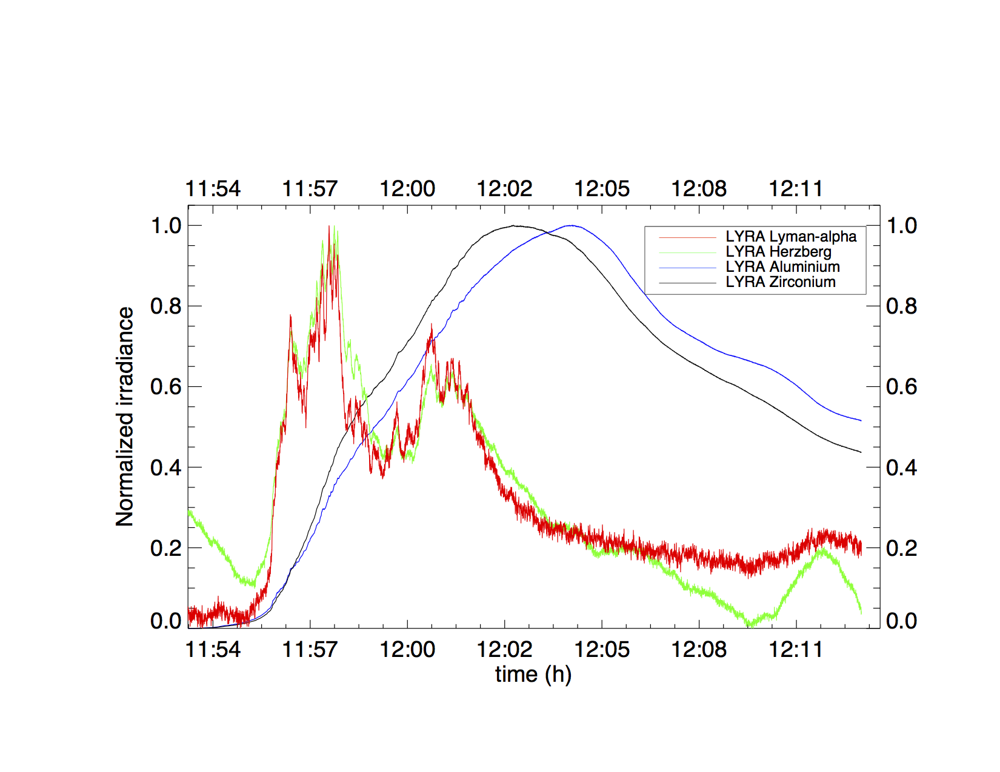 11:54 11:57 12:00 12:02 12:05 12:08 12:11
1.0 1.0
LYRA Lyman-alpha
LYRA Herzberg
LYRA Aluminium
LYRA Zirconium
0.8 0.8
0.6 0.6
0.4 0.4
0.2 0.2
0.0 0.0
Normalized irradiance
11:54 11:57 12:00 12:02 12:05 12:08 12:11
time (h)